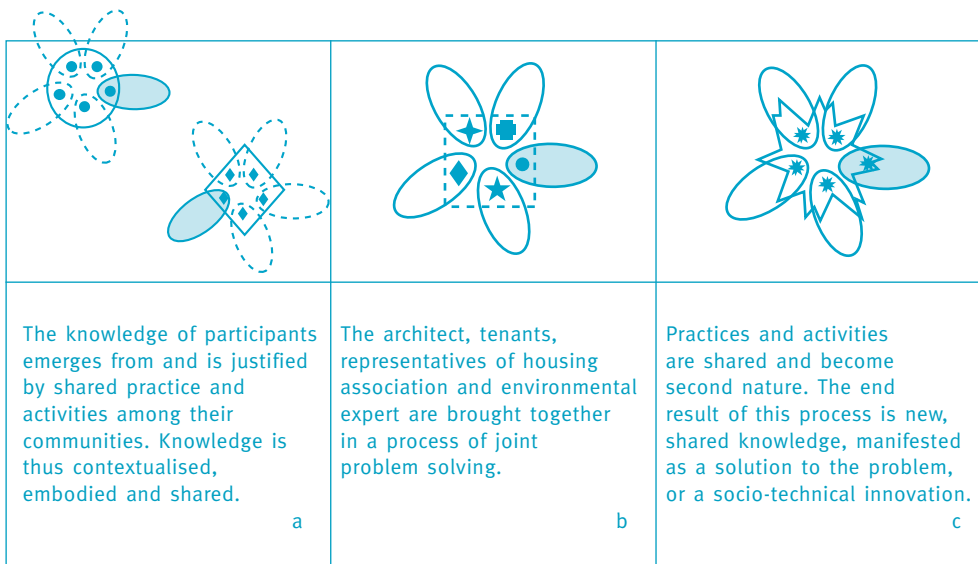 The knowledge of participants
emerges from and is justified
by shared practice and
activities among their
communities. Knowledge is
thus contextualised,
embodied and shared.
a
The architect, tenants,
representatives of housing
association and environmental
expert are brought together
in a process of joint
problem solving.
b
Practices and activities
are shared and become
second nature. The end
result of this process is new,
shared knowledge, manifested
as a solution to the problem,
or a socio-technical innovation.
c